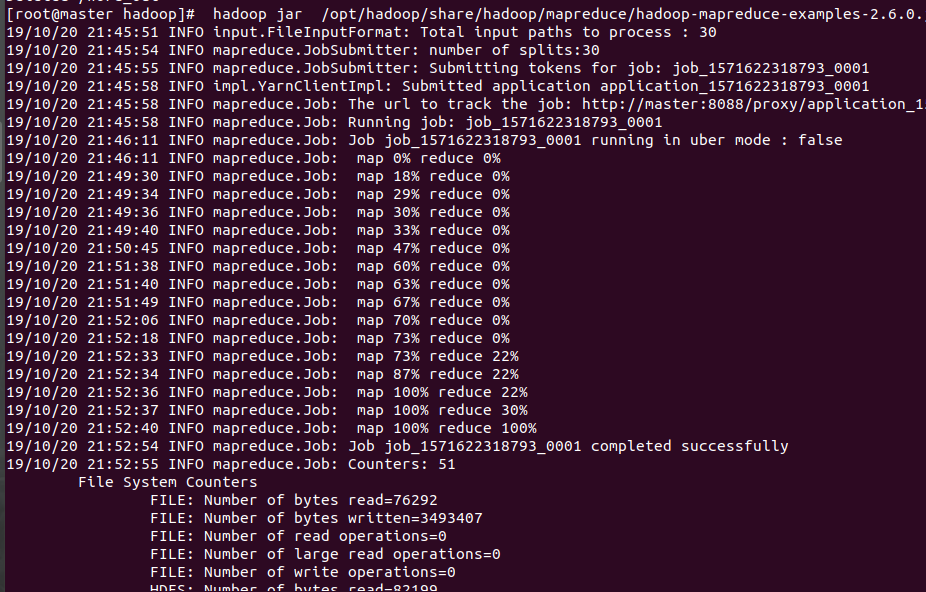 [root@master hadoop]#  hadoop jar  /opt/hadoop/share/hadoop/mapreduce/hadoop-mapreduce-examples-2.6.0.
19/10/20 21:45:51 INFO input.FileInputFormat: Total input paths to process : 30
19/10/20 21:45:54 INFO mapreduce.JobSubmitter: number of splits:30
19/10/20 21:45:55 INFO mapreduce.JobSubmitter: Submitting tokens for job: job_1571622318793_0001
19/10/20 21:45:58 INFO impl.YarnClientImpl: Submitted application application_1571622318793_0001
19/10/20 21:45:58 INFO mapreduce.Job: The url to track the job: http://master:8088/proxy/application_1
19/10/20 21:45:58 INFO mapreduce.Job: Running job: job_1571622318793_0001
19/10/20 21:46:11 INFO mapreduce.Job: Job job_1571622318793_0001 running in uber mode : false
19/10/20 21:46:11 INFO mapreduce.Job:  map 0% reduce 0%
19/10/20 21:49:30 INFO mapreduce.Job:  map 18% reduce 0%
19/10/20 21:49:34 INFO mapreduce.Job:  map 29% reduce 0%
19/10/20 21:49:36 INFO mapreduce.Job:  map 30% reduce 0%
19/10/20 21:49:40 INFO mapreduce.Job:  map 33% reduce 0%
19/10/20 21:50:45 INFO mapreduce.Job:  map 47% reduce 0%
19/10/20 21:51:38 INFO mapreduce.Job:  map 60% reduce 0%
19/10/20 21:51:40 INFO mapreduce.Job:  map 63% reduce 0%
19/10/20 21:51:49 INFO mapreduce.Job:  map 67% reduce 0%
19/10/20 21:52:06 INFO mapreduce.Job:  map 70% reduce 0%
19/10/20 21:52:18 INFO mapreduce.Job:  map 73% reduce 0%
19/10/20 21:52:33 INFO mapreduce.Job:  map 73% reduce 22%
19/10/20 21:52:34 INFO mapreduce.Job:  map 87% reduce 22%
19/10/20 21:52:36 INFO mapreduce.Job:  map 100% reduce 22%
19/10/20 21:52:37 INFO mapreduce.Job:  map 100% reduce 30%
19/10/20 21:52:40 INFO mapreduce.Job:  map 100% reduce 100%
19/10/20 21:52:54 INFO mapreduce.Job: Job job_1571622318793_0001 completed successfully
19/10/20 21:52:55 INFO mapreduce.Job: Counters: 51
File System Counters
FILE: Number of bytes read=76292
FILE: Number of bytes written=3493407
FILE: Number of read operations=0
FILE: Number of large read operations=0
FILE: Number of write operations=0
HDFS: Number of bytes read=82199